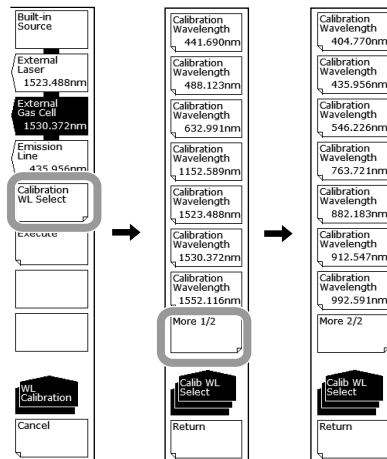 Built-in
Source
External
Laser
1523.488nm
External
Gas Cell
1530.372nm
Emission
Line
435.956nm
Calibration
WL Select
Execute
WL
Calibration
Cancel
Calibration
Wavelength
441.690nm
Calibration
Wavelength
488.123nm
Calibration
Wavelength
632.991nm
Calibration
Wavelength
1152.589nm
Calibration
Wavelength
1523.488nm
Calibration
Wavelength
1530.372nm
Calibration
Wavelength
1552.116nm
More 1/2
Calib WL
Select
Return
Calibration
Wavelength
404.770nm
Calibration
Wavelength
435.956nm
Calibration
Wavelength
546.226nm
Calibration
Wavelength
763.721nm
Calibration
Wavelength
882.183nm
Calibration
Wavelength
912.547nm
Calibration
Wavelength
992.591nm
More 2/2
Calib WL
Select
Return